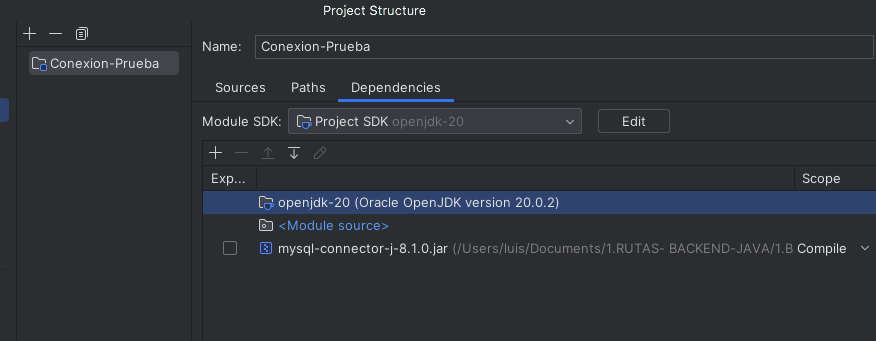 Project Structure
Conexion-Prueba
Name: Conexion-Prueba
Sources Paths Dependencies
Module SDK: Project SDK openjdk-20 Edit
Exp... Scope
openjdk-20 (Oracle OpenJDK version 20.0.2)
<Module source>
mysql-connector-j-8.1.0.jar (/Users/luis/Documents/1.RUTAS- BACKEND-JAVA/1.B Compile